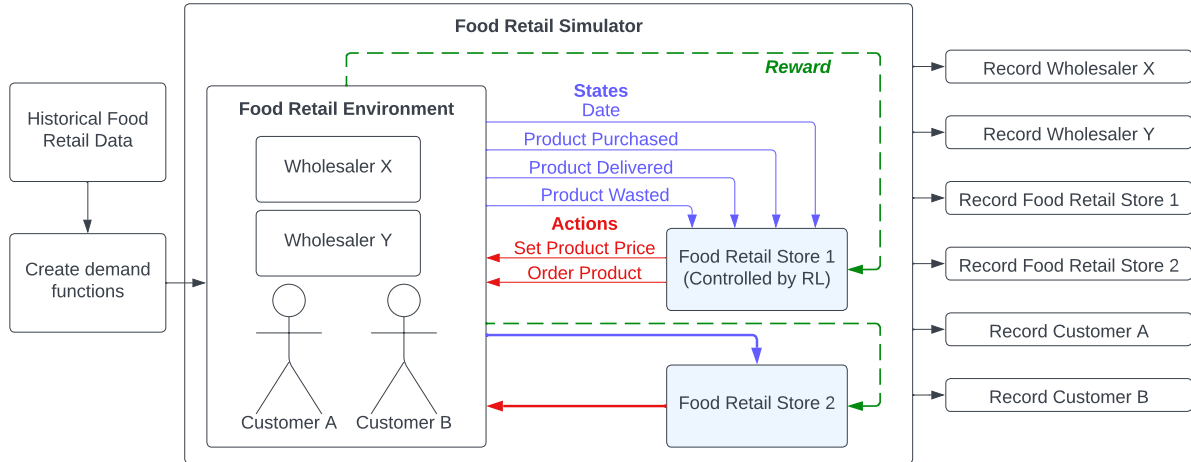 Food Retail Simulator
Historical Food
Retail Data
Create demand
functions
Food Retail Environment
Wholesaler X
Wholesaler Y
Customer A
Customer B
Reward
States
Date
Product Purchased
Product Delivered
Product Wasted
Actions
Set Product Price
Order Product
Food Retail Store 1
(Controlled by RL)
Food Retail Store 2
Record Wholesaler X
Record Wholesaler Y
Record Food Retail Store 1
Record Food Retail Store 2
Record Customer A
Record Customer B